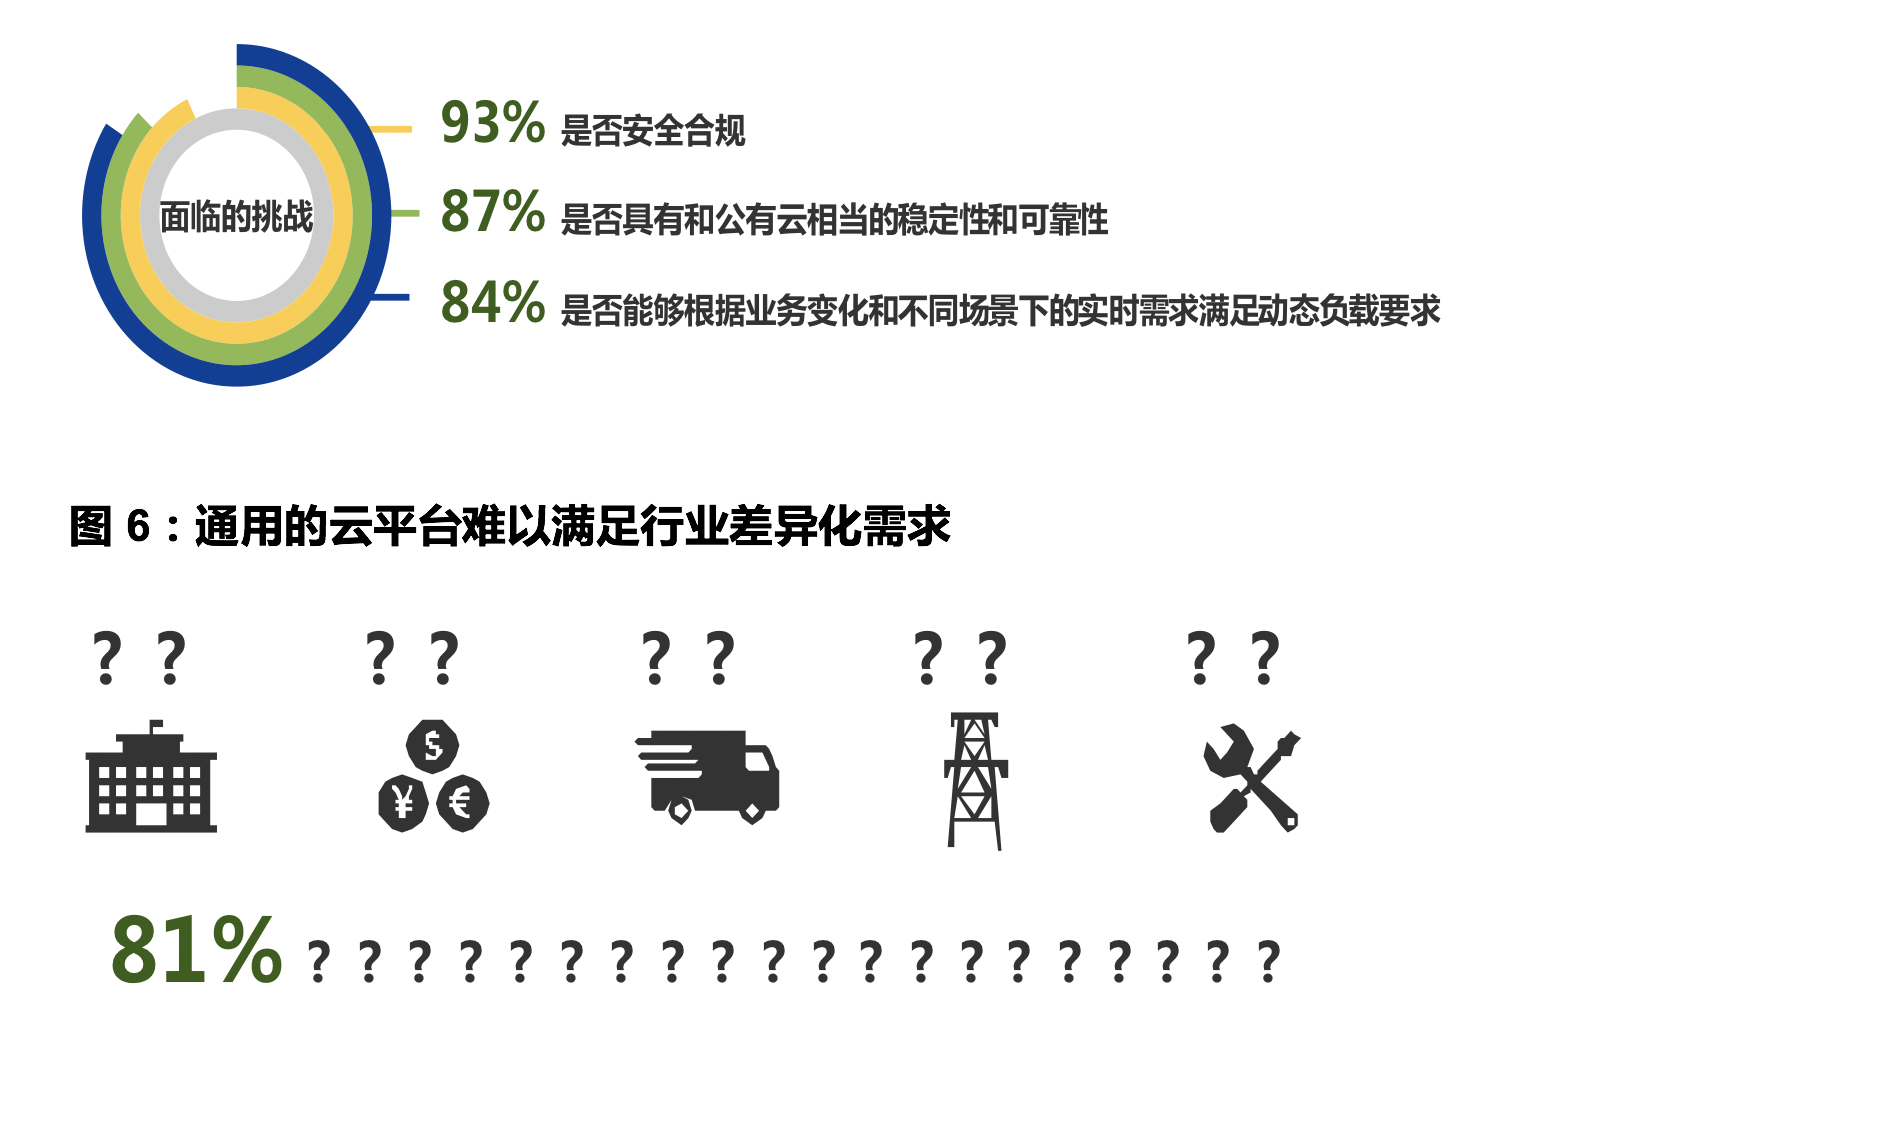 93% 是否安全合规
面临的挑战
87% 是否具有和公有云相当的稳定性和可靠性
84% 是否能够根据业务变化和不同场景下的实时需求满足动态负载要求
图 6：通用的云平台难以满足行业差异化需求
? ? ? ? ? ? ? ? ? ?
$
¥ €
81% ? ? ? ? ? ? ? ? ? ? ? ? ? ? ? ? ? ? ? ?